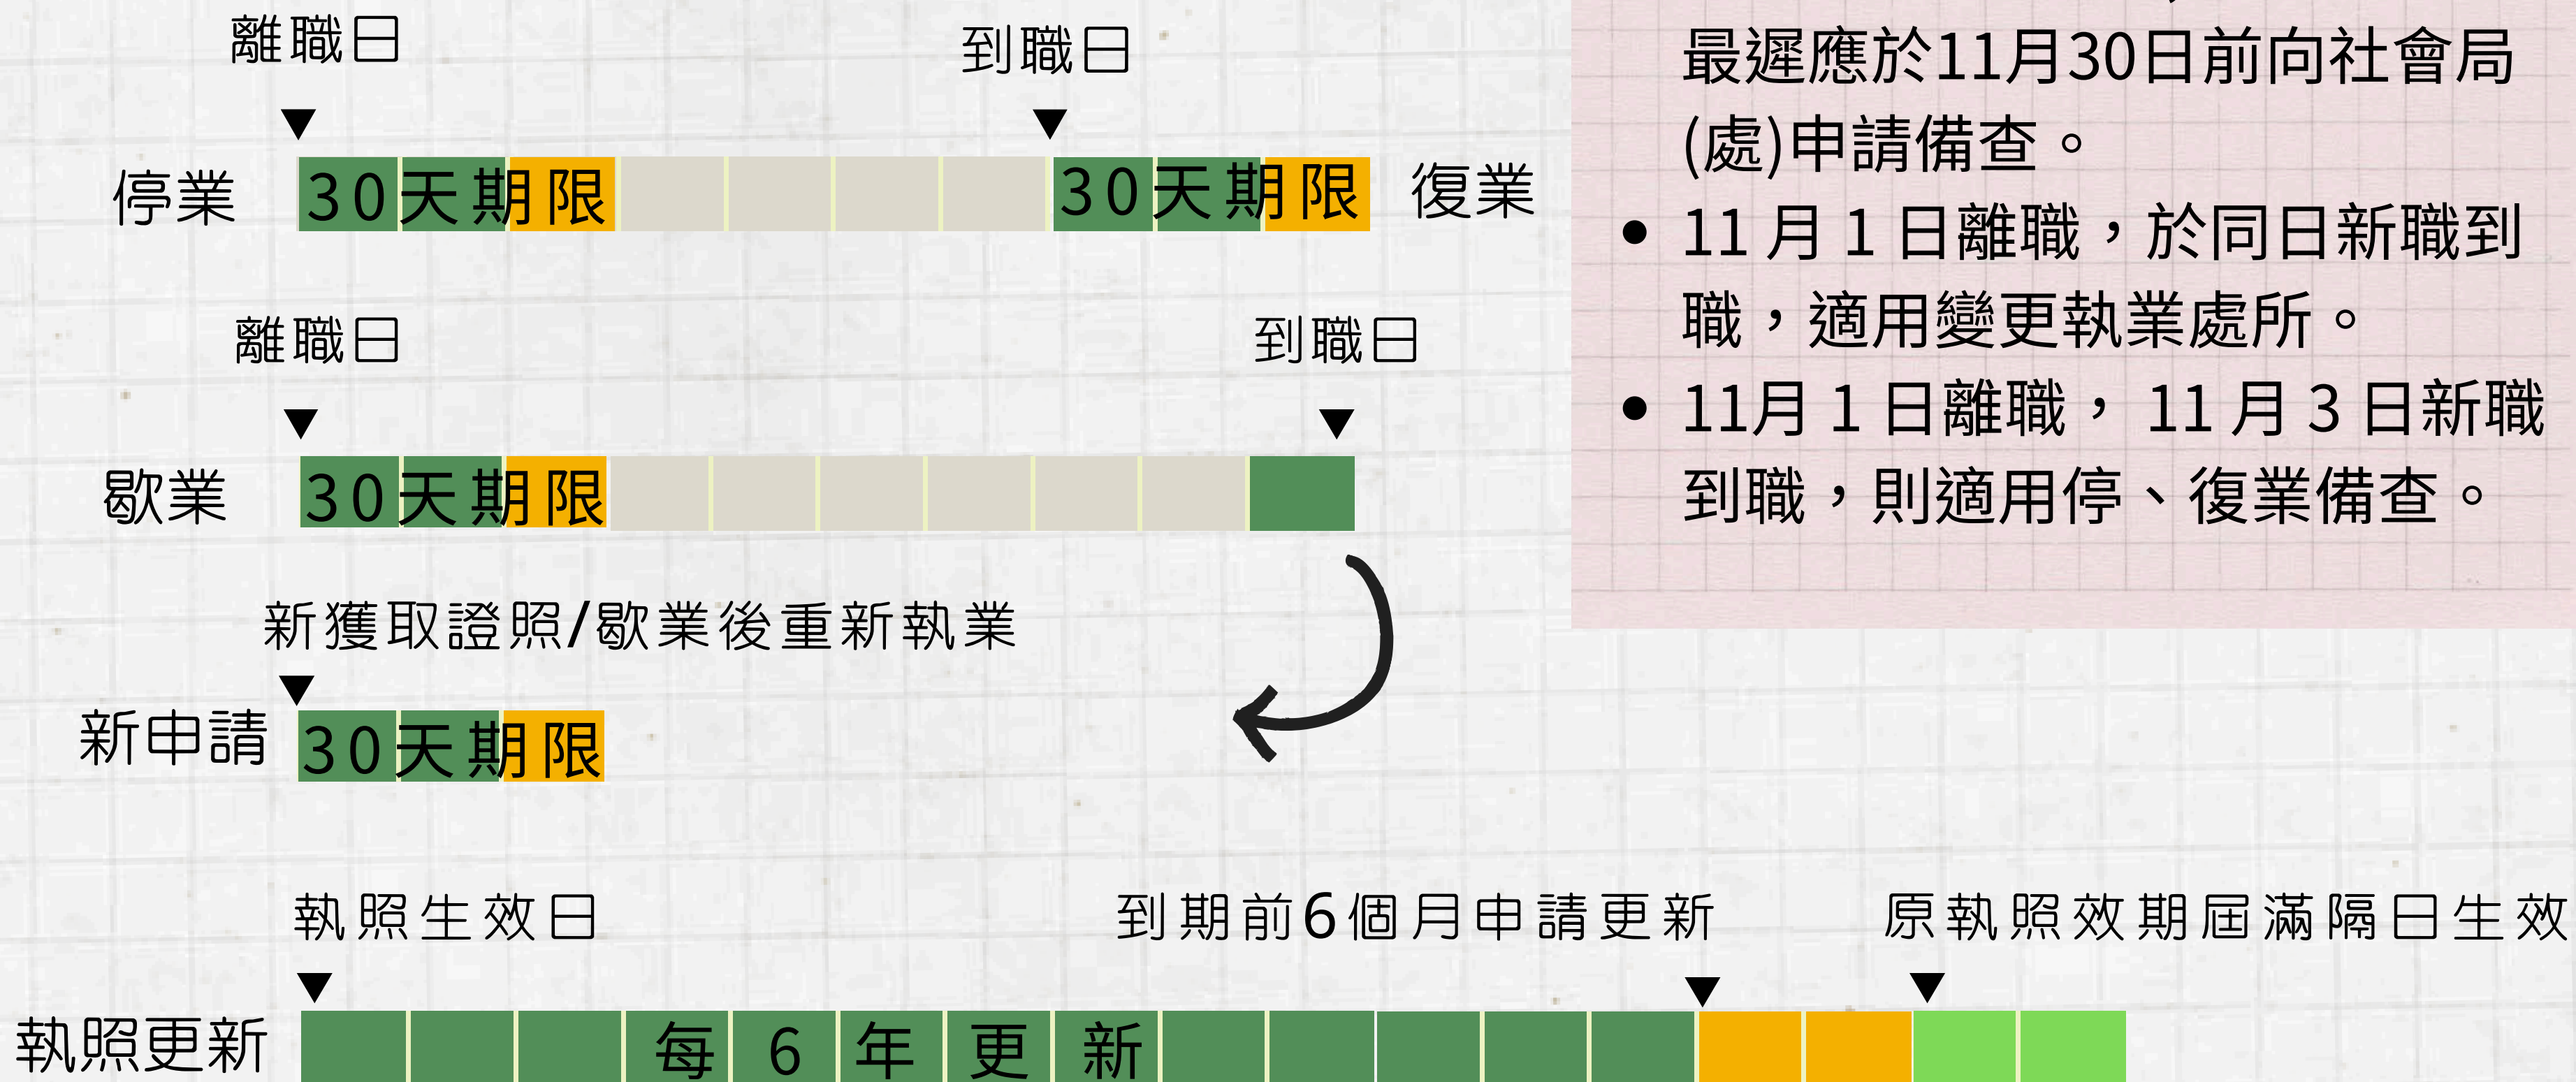 離職日
到職日
停業
30天期限
30天期限
復業
離職日
到職日
歇業
30天期限
新獲取證照/歇業後重新執業
新申請
30天期限
執照生效日
到期前6個月申請更新
原執照效期屆滿隔日生效
執照更新
每6年更新
最遲應於11月30日前向社會局
(處)申請備查。
• 11 月 1 日離職，於同日新職到
職，適用變更執業處所。
• 11月 1 日離職， 11 月 3 日新職
到職，則適用停、復業備查。